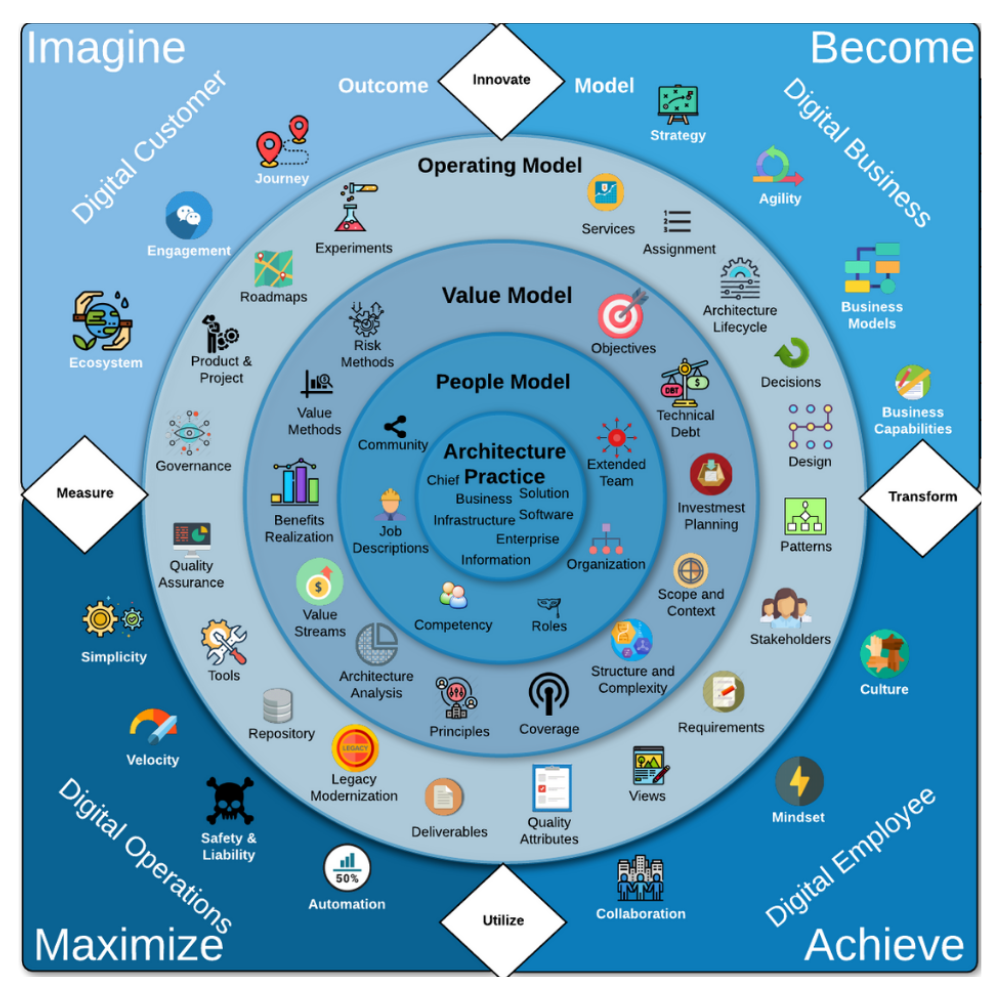 Imagine
Become
Digital Customer
Digital Business
Outcome
Innovate
Model
Strategy
Journey
Agility
Engagement
Business
Models
Ecosystem
Business
Capabilities
Operating Model
Experiments
Services
Assignment
Roadmaps
Architecture
Lifecycle
Product &
Project
Decisions
Governance
Design
Quality
Assurance
Patterns
Tools
Stakeholders
Repository
Requirements
LEGACY
Legacy
Modernization
Views
Deliverables
Quality
Attributes
Value Model
Risk
Methods
Objectives
Value
Methods
DEBT
$
Technical
Debt
Benefits
Realization
Investmest
Planning
$
Value
Streams
Scope and
Context
Architecture
Analysis
Structure and
Complexity
Principles
Coverage
People Model
Community
Extended
Team
Job
Descriptions
Organization
Competency
Roles
Architecture
Chief Practice
Business Solution
Infrastructure Software
Enterprise
Information
Measure
Transform
Simplicity
Culture
Velocity
Mindset
Safety &
Liability
50%
Automation
Collaboration
Utilize
Digital Operations
Digital Employee
Maximize
Achieve